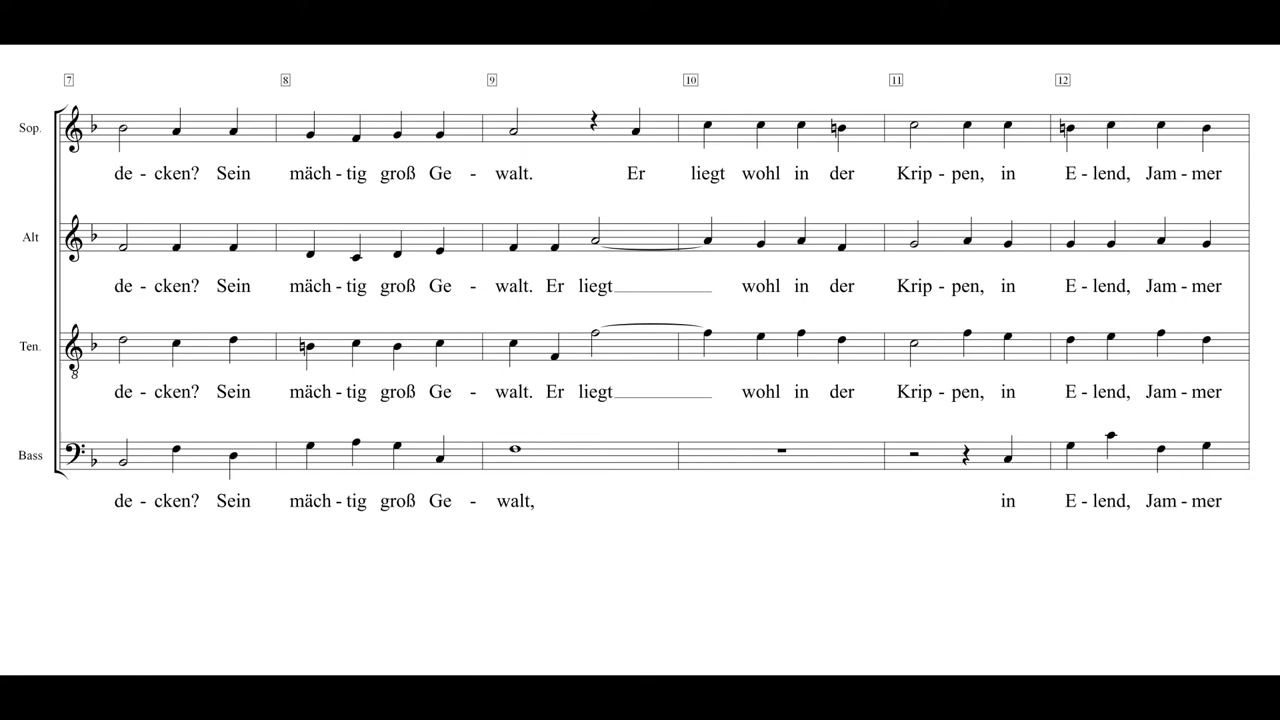 7 8 9 10 11 12
Sop.
de - cken? Sein mäch - tig groß Ge - walt. Er liegt wohl in der Krip - pen, in E - lend, Jam - mer
Alt
de - cken? Sein mäch - tig groß Ge - walt. Er liegt wohl in der Krip - pen, in E - lend, Jam - mer
Ten.
8
de - cken? Sein mäch - tig groß Ge - walt. Er liegt wohl in der Krip - pen, in E - lend, Jam - mer
Bass
de - cken? Sein mäch - tig groß Ge - walt, in E - lend, Jam - mer